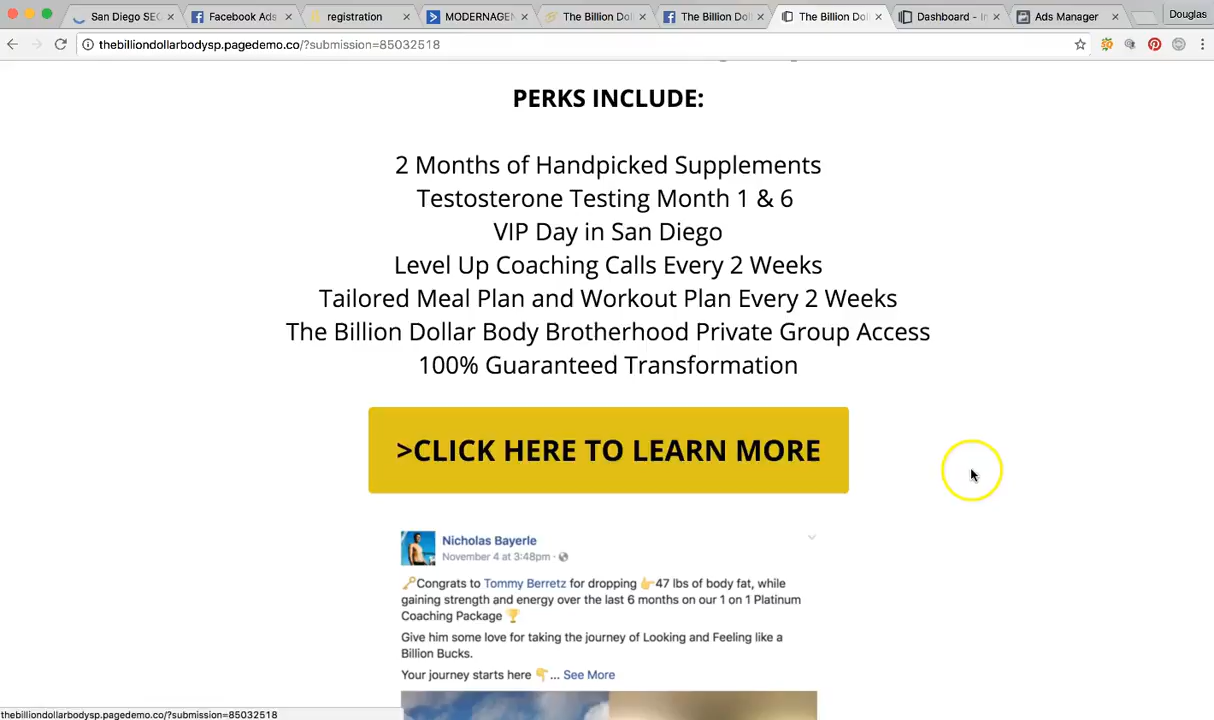 San Diego SEO
Facebook Ads
registration
MODERNAGEN
The Billion Doll
The Billion Doll
The Billion Doll
Dashboard - In
Ads Manager
Douglas
thebilliondollarbodysp.pagedemo.co/?submission=85032518
PERKS INCLUDE:
2 Months of Handpicked Supplements
Testosterone Testing Month 1 & 6
VIP Day in San Diego
Level Up Coaching Calls Every 2 Weeks
Tailored Meal Plan and Workout Plan Every 2 Weeks
The Billion Dollar Body Brotherhood Private Group Access
100% Guaranteed Transformation
>CLICK HERE TO LEARN MORE
Nicholas Bayerle
November 4 at 3:48pm ·
Congrats to Tommy Berretz for dropping 👉47 lbs of body fat, while
gaining strength and energy over the last 6 months on our 1 on 1 Platinum
Coaching Package 🏆
Give him some love for taking the journey of Looking and Feeling like a
Billion Bucks.
Your journey starts here 👇... See More
thebilliondollarbodysp.pagedemo.co/?submission=85032518